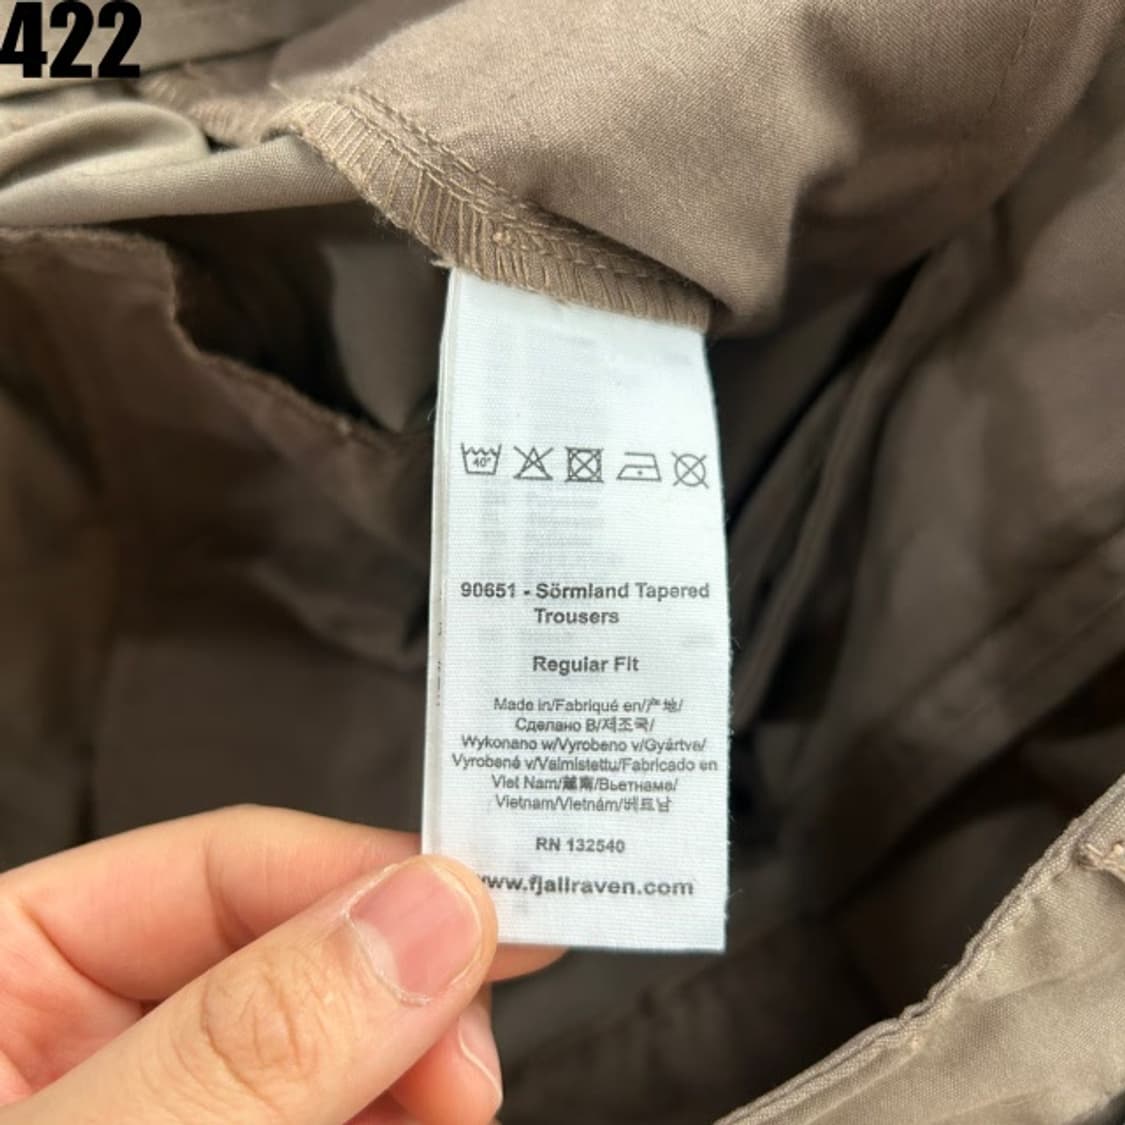 422
40°
90651 - Sörmland Tapered
Trousers
Regular Fit
Made in/Fabriqué en/产地/
Сделано В/제조국/
Wykonano w/Vyrobeno v/Gyártva/
Vyrobené v/Valmistettu/Fabricado en
Viet Nam/越南/Вьетнама/
Vietnam/Vietnám/베트남
RN 132540
www.fjallraven.com